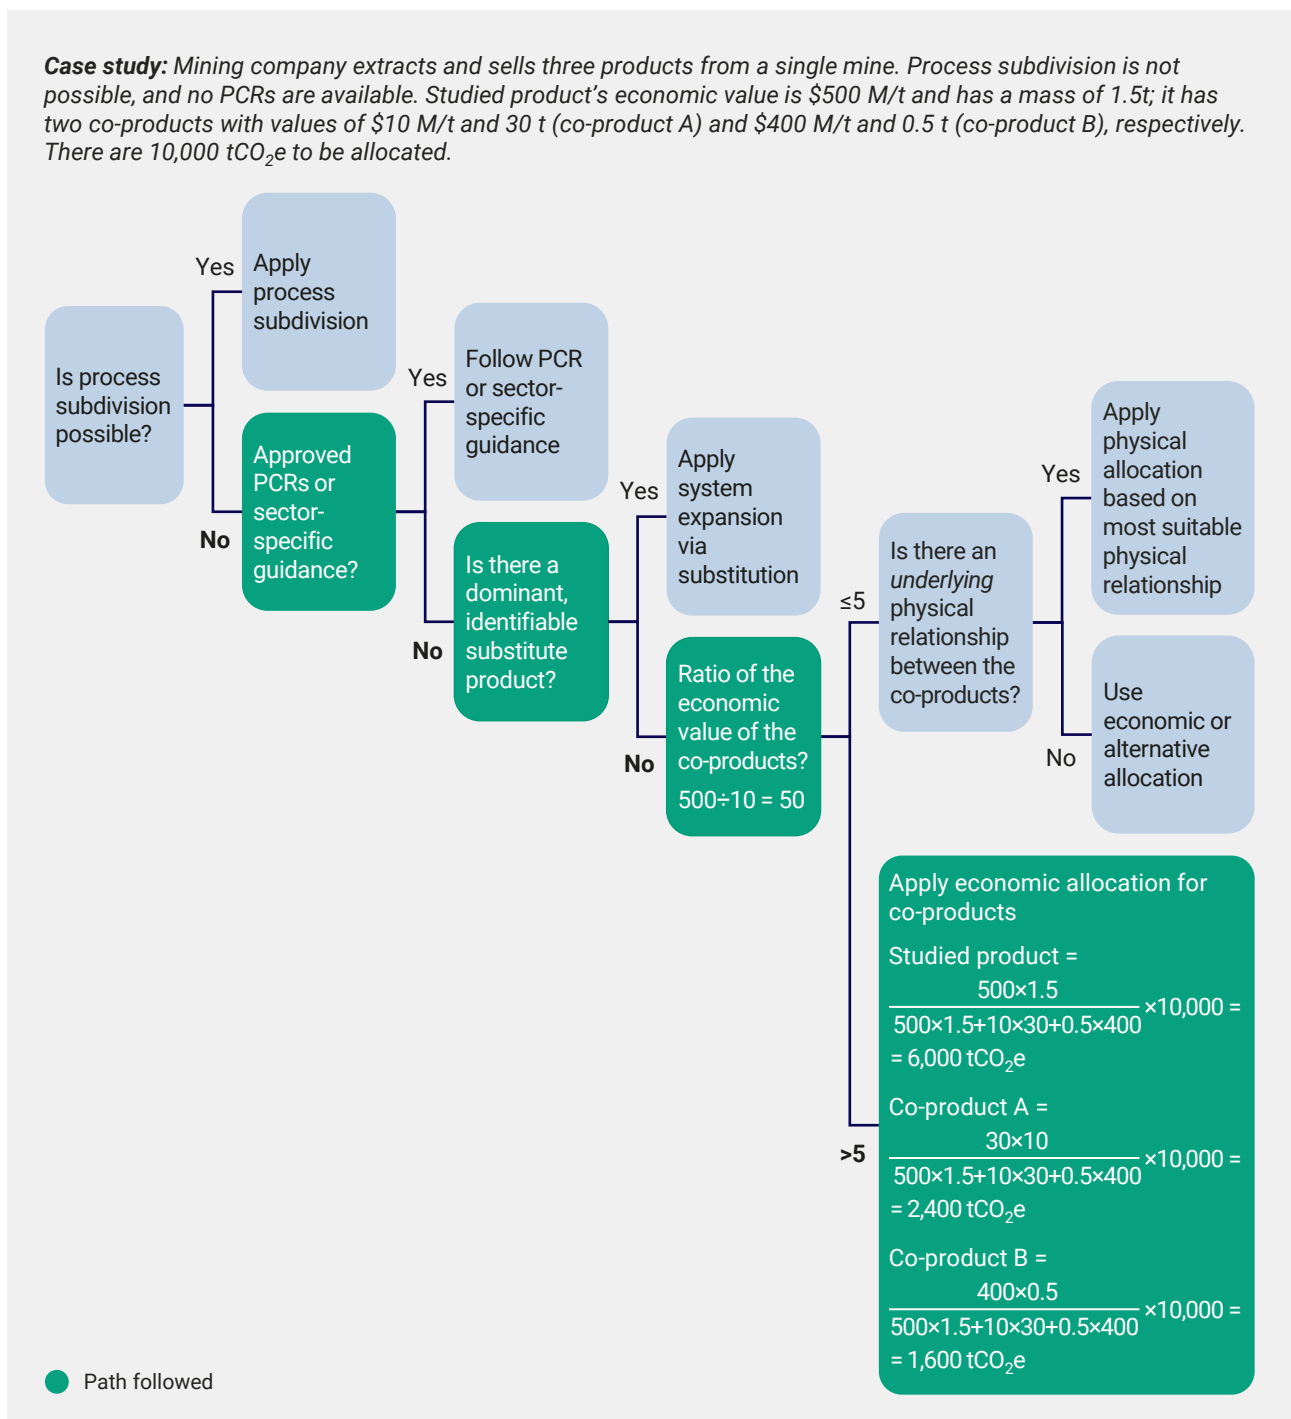 Case study: Mining company extracts and sells three products from a single mine. Process subdivision is not
possible, and no PCRs are available. Studied product's economic value is $500 M/t and has a mass of 1.5t; it has
two co-products with values of $10 M/t and 30 t (co-product A) and $400 M/t and 0.5 t (co-product B), respectively.
There are 10,000 tCO₂e to be allocated.
Is process
subdivision
possible?
Yes
Apply
process
subdivision
No
Approved
PCRs or
sector-
specific
guidance?
Yes
Follow PCR
or sector-
specific
guidance
No
Is there a
dominant,
identifiable
substitute
product?
Yes
Apply
system
expansion
via
substitution
No
Ratio of the
economic
value of the
co-products?
500÷10 = 50
≤5
Is there an
underlying
physical
relationship
between the
co-products?
Yes
Apply
physical
allocation
based on
most suitable
physical
relationship
No
Use
economic or
alternative
allocation
>5
Apply economic allocation for
co-products
Studied product =
500×1.5
500×1.5+10×30+0.5×400
×10,000 =
= 6,000 tCO₂e
Co-product A =
30×10
500×1.5+10×30+0.5×400
×10,000 =
= 2,400 tCO₂e
Co-product B =
400×0.5
500×1.5+10×30+0.5×400
×10,000 =
= 1,600 tCO₂e
Path followed